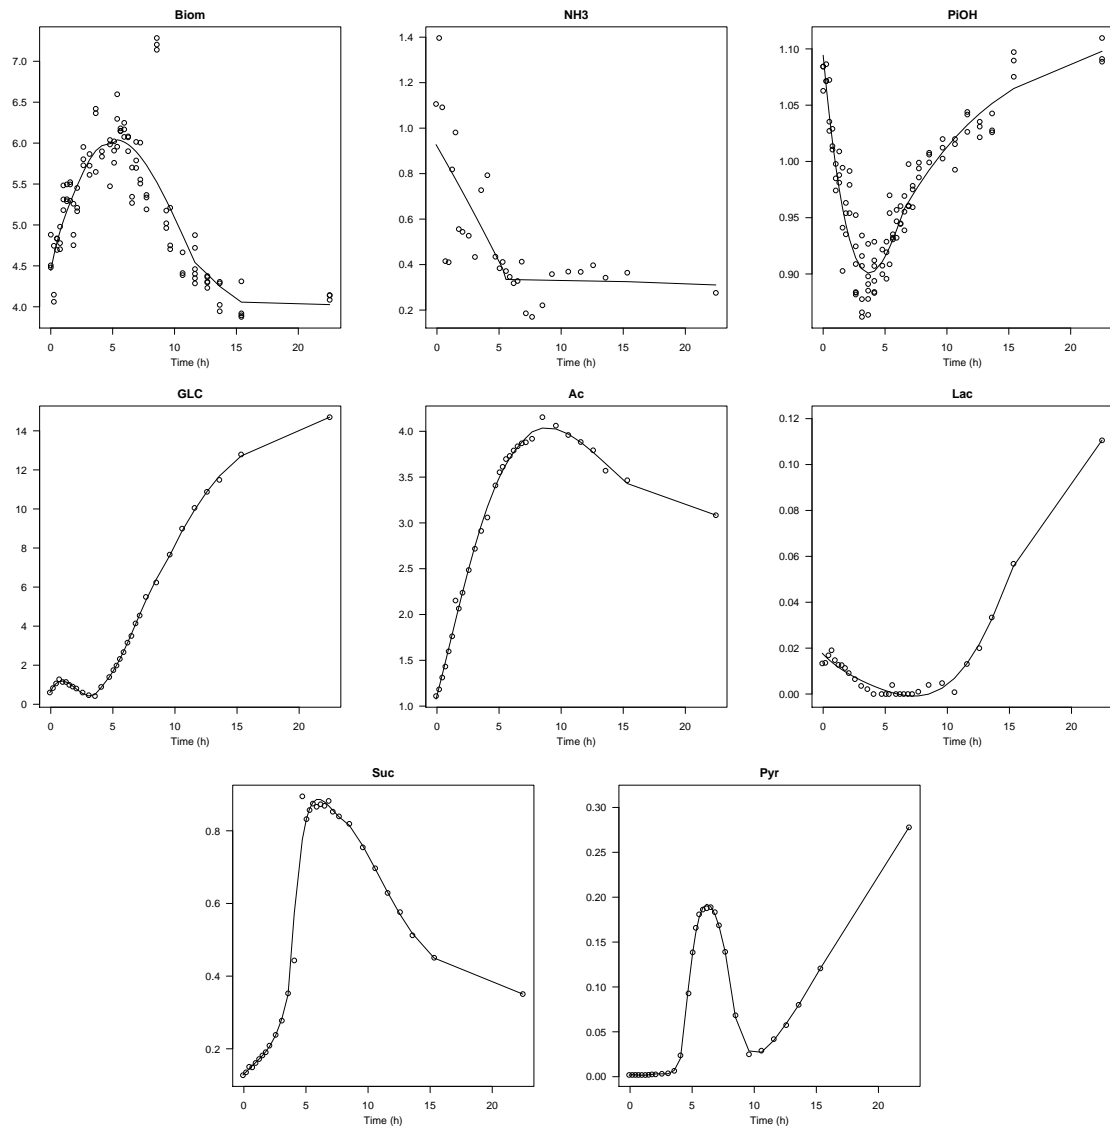 Biom NH3 PiOH
7.0 1.4 1.10
6.5 1.2 1.05
6.0 1.0 1.00
5.5 0.8 0.95
5.0 0.6 0.90
4.5 0.4
4.0 0.2
0 5 10 15 20 0 5 10 15 20 0 5 10 15 20
Time (h) Time (h) Time (h)
GLC Ac Lac
14 4.0 0.12
12 3.5 0.10
10 3.0 0.08
8 2.5 0.06
6 2.0 0.04
4 1.5 0.02
2 1.0 0.00
0
0 5 10 15 20 0 5 10 15 20 0 5 10 15 20
Time (h) Time (h) Time (h)
Suc Pyr
0.8 0.30
0.6 0.25
0.4 0.20
0.2 0.15
0.10
0.05
0.00
0 5 10 15 20 0 5 10 15 20
Time (h) Time (h)